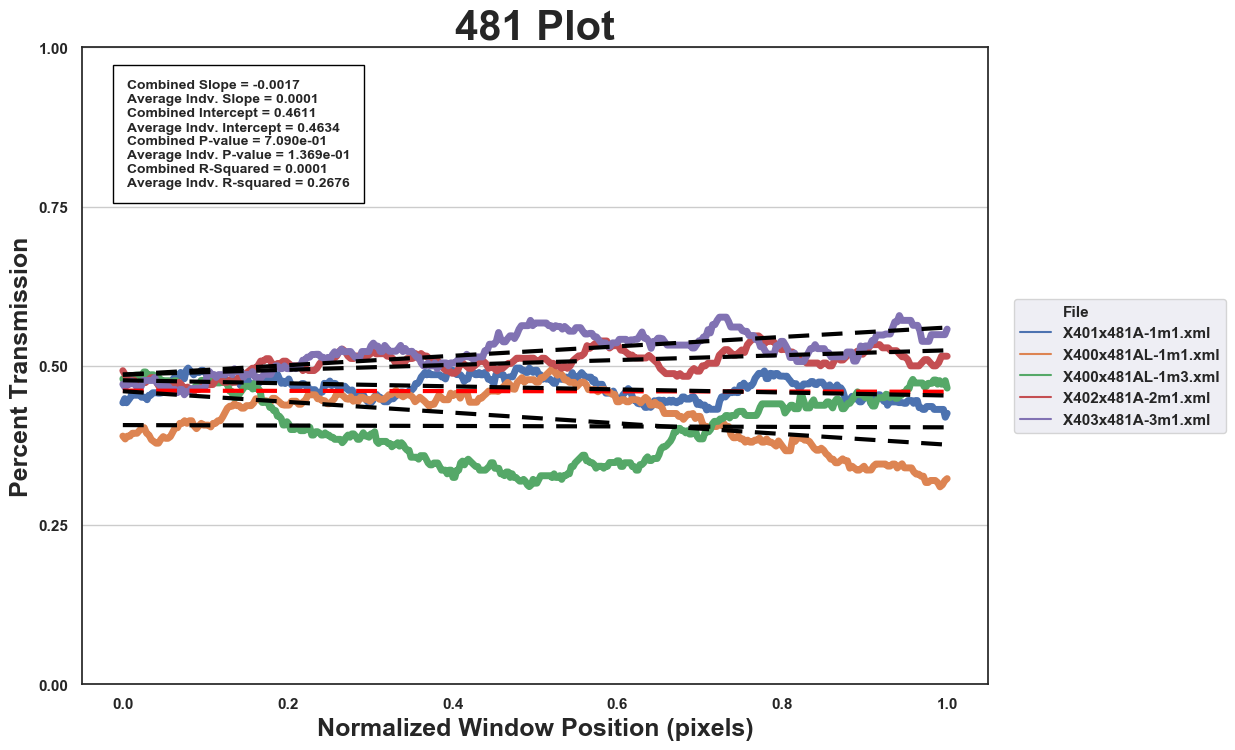 481 Plot
1.00
0.75
0.50
0.25
0.00
Percent Transmission
Combined Slope = -0.0017
Average Indv. Slope = 0.0001
Combined Intercept = 0.4611
Average Indv. Intercept = 0.4634
Combined P-value = 7.090e-01
Average Indv. P-value = 1.369e-01
Combined R-Squared = 0.0001
Average Indv. R-squared = 0.2676
0.0 0.2 0.4 0.6 0.8 1.0
Normalized Window Position (pixels)
File
X401x481A-1m1.xml
X400x481AL-1m1.xml
X400x481AL-1m3.xml
X402x481A-2m1.xml
X403x481A-3m1.xml